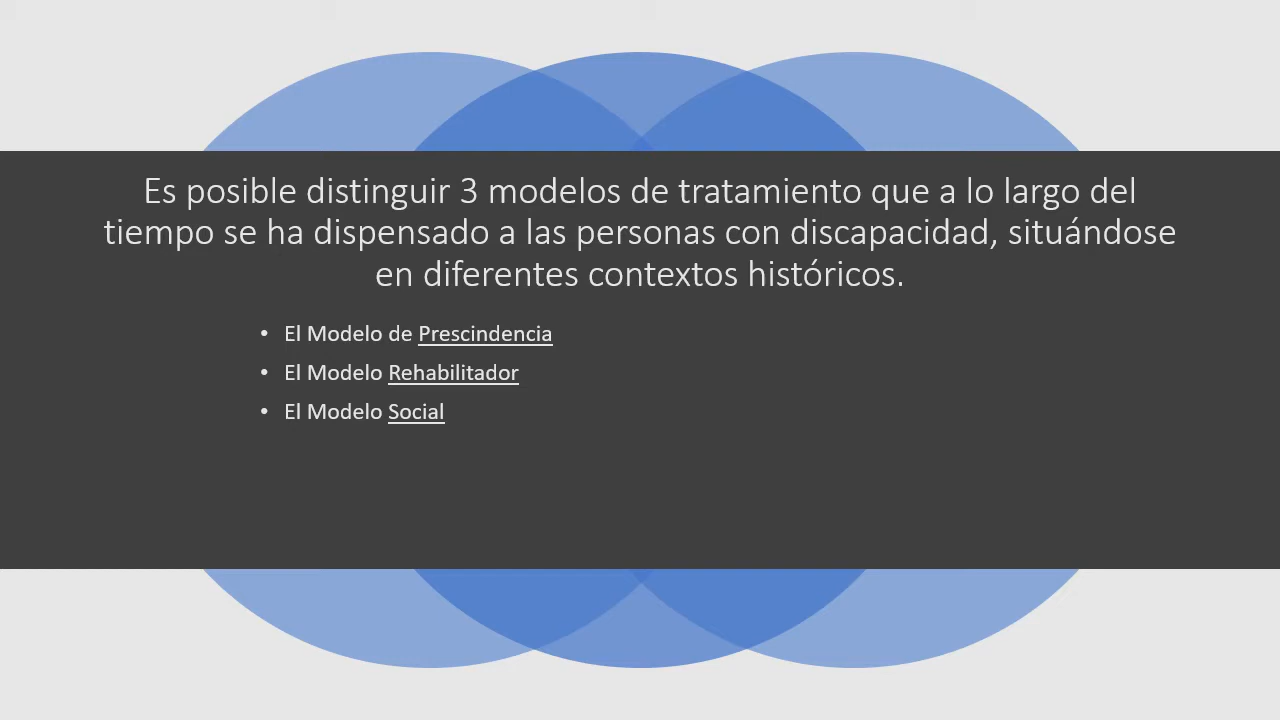 Es posible distinguir 3 modelos de tratamiento que a lo largo del
tiempo se ha dispensado a las personas con discapacidad, situándose
en diferentes contextos históricos.
• El Modelo de Prescindencia
• El Modelo Rehabilitador
• El Modelo Social